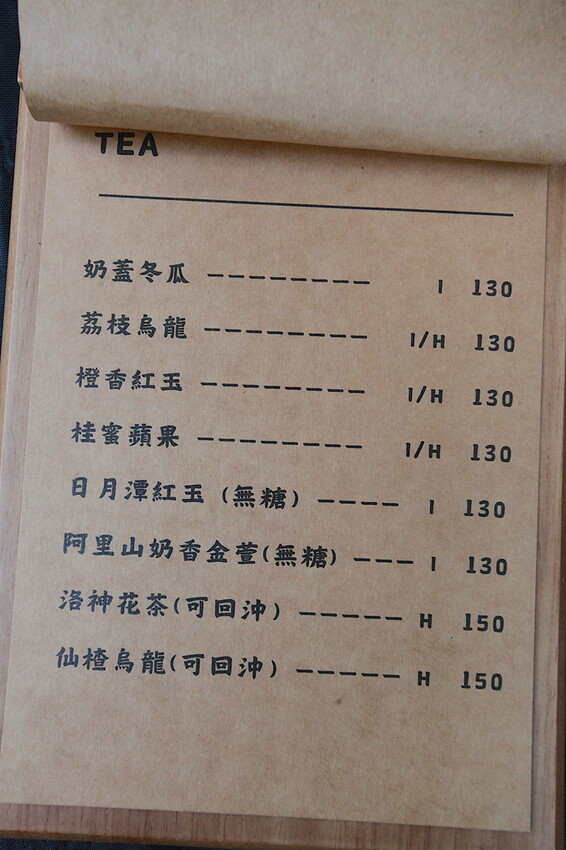 TEA
奶蓋冬瓜 -------- I 130
荔枝烏龍 -------- I/H 130
橙香紅玉 -------- I/H 130
桂蜜蘋果 -------- I/H 130
日月潭紅玉 (無糖) ---- I 130
阿里山奶香金萱(無糖) --- I 130
洛神花茶(可回沖) ----- H 150
仙楂烏龍(可回沖) ----- H 150